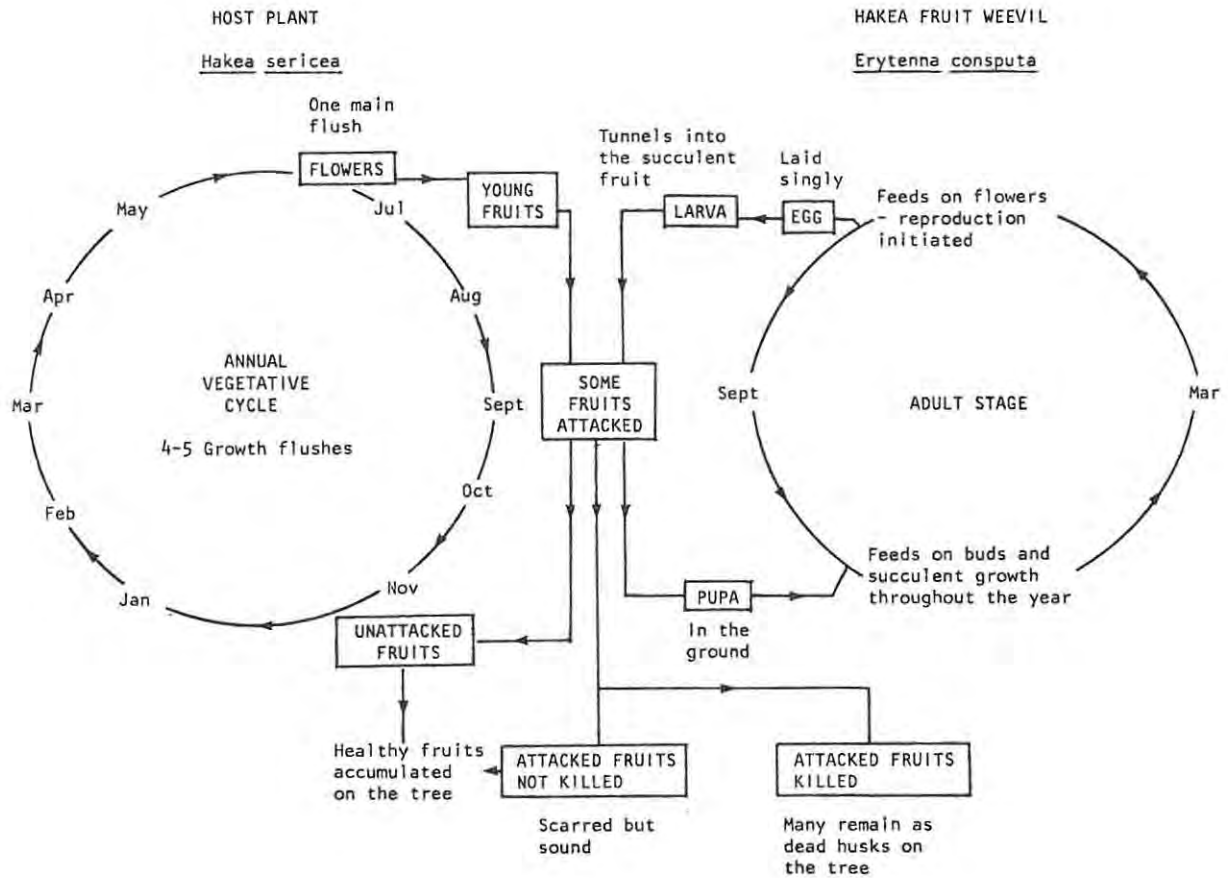 HOST PLANT
Hakea sericea
HAKEA FRUIT WEEVIL
Erytenna consputa
One main
flush
FLOWERS
YOUNG
FRUITS
Jul
Aug
Sept
Oct
Nov
Jan
Feb
Mar
Apr
May
ANNUAL
VEGETATIVE
CYCLE
4-5 Growth flushes
Tunnels into
the succulent
fruit
LARVA
Laid
singly
EGG
Feeds on flowers
- reproduction
initiated
SOME
FRUITS
ATTACKED
Sept
ADULT STAGE
Mar
Feeds on buds and
succulent growth
throughout the year
PUPA
In the
ground
UNATTACKED
FRUITS
Healthy fruits
accumulated
on the tree
ATTACKED FRUITS
NOT KILLED
Scarred but
sound
ATTACKED FRUITS
KILLED
Many remain as
dead husks on
the tree